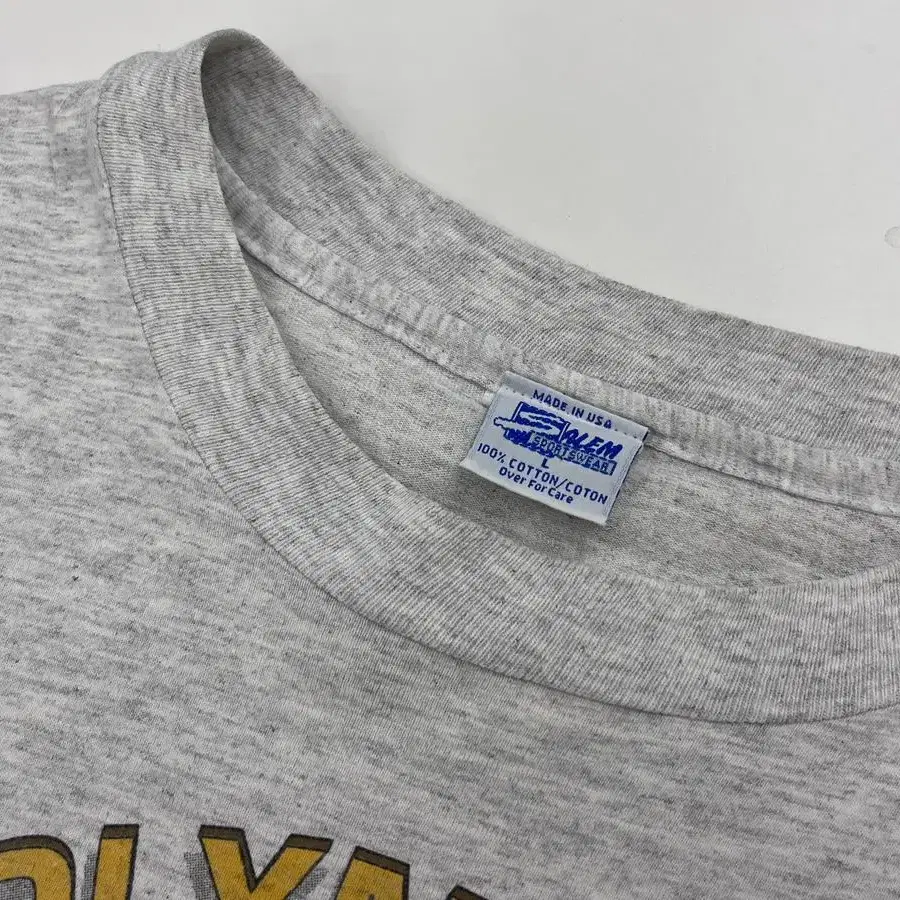 MADE IN USA
SALEM
SPORTSWEAR
L
100% COTTON/COTON
Over For Care